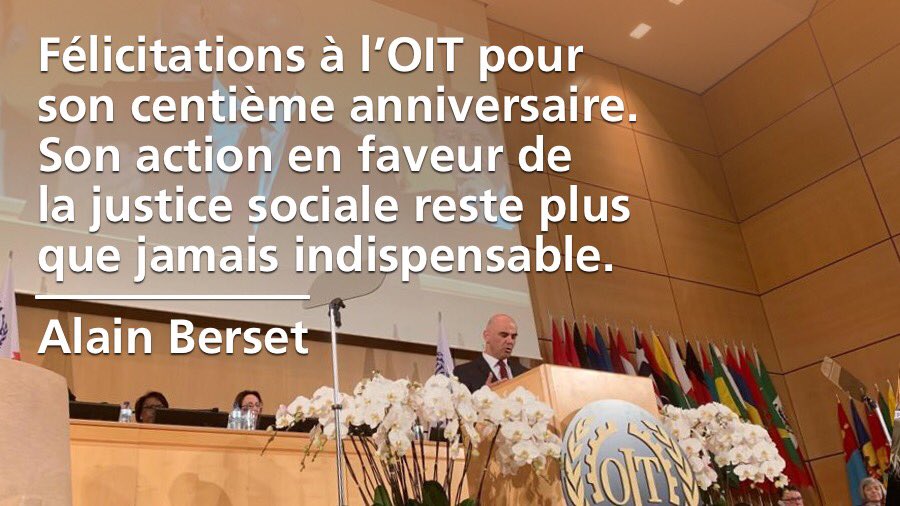 Félicitations à l’OIT pour
son centième anniversaire.
Son action en faveur de
la justice sociale reste plus
que jamais indispensable.
Alain Berset
OIT